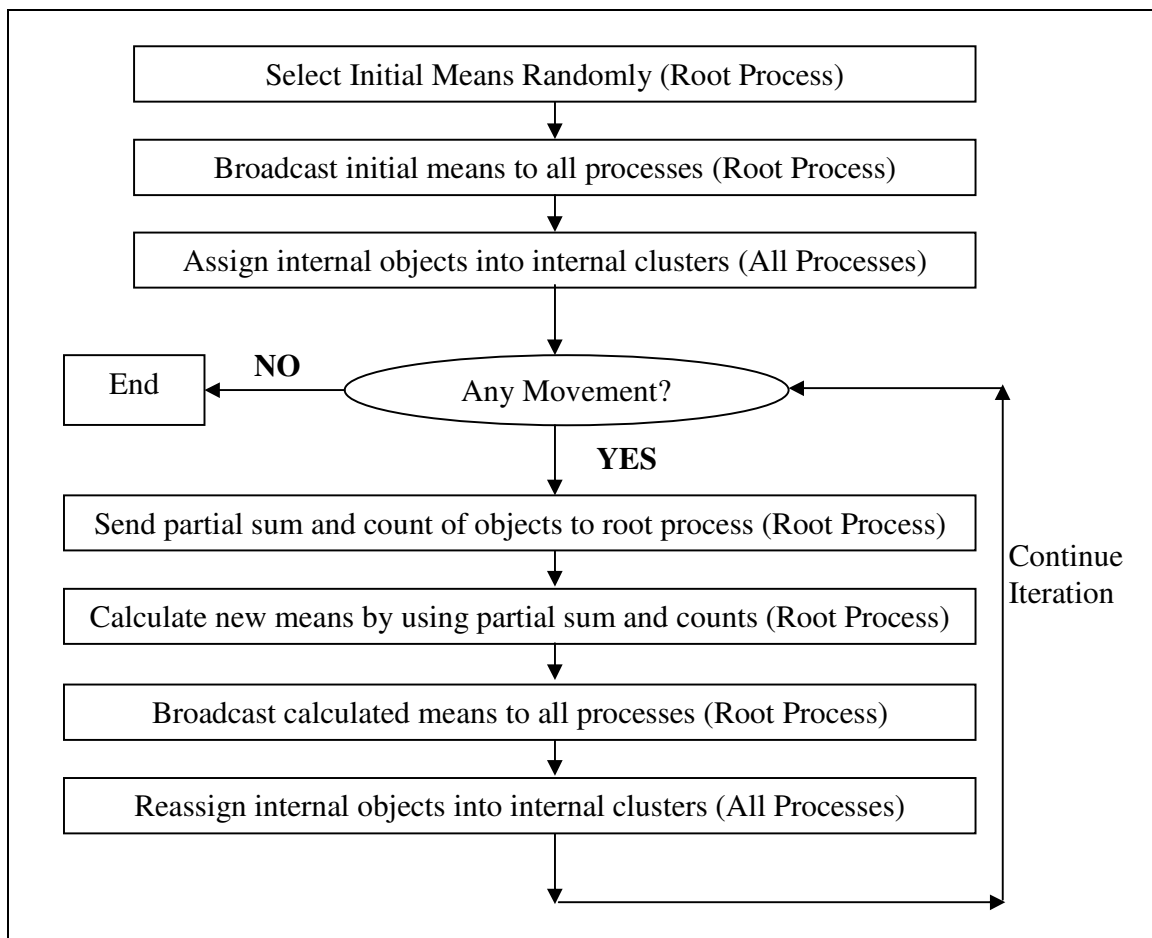 Select Initial Means Randomly (Root Process)
Broadcast initial means to all processes (Root Process)
Assign internal objects into internal clusters (All Processes)
End
NO
Any Movement?
YES
Send partial sum and count of objects to root process (Root Process)
Calculate new means by using partial sum and counts (Root Process)
Broadcast calculated means to all processes (Root Process)
Reassign internal objects into internal clusters (All Processes)
Continue
Iteration